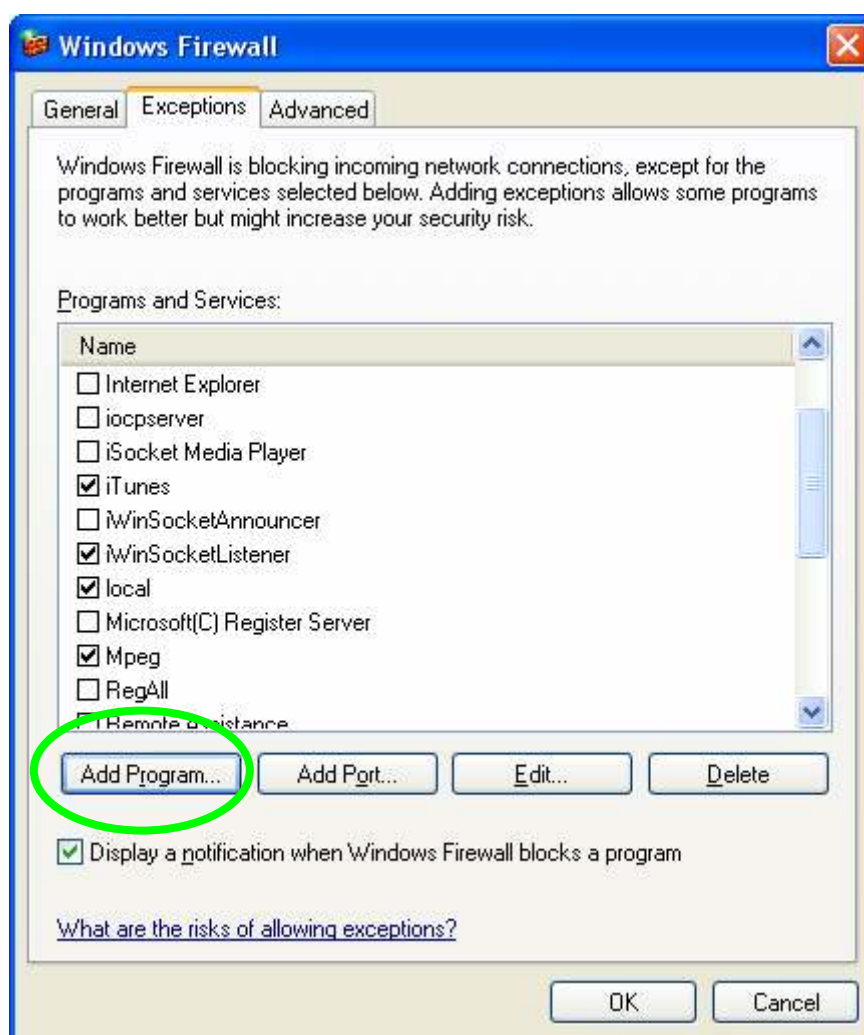 Windows Firewall
General Exceptions Advanced
Windows Firewall is blocking incoming network connections, except for the
programs and services selected below. Adding exceptions allows some programs
to work better but might increase your security risk.
Programs and Services:
Name
Internet Explorer
iocpserver
iSocket Media Player
iTunes
iWinSocketAnnouncer
iWinSocketListener
local
Microsoft(C) Register Server
Mpeg
RegAll
Remote Assistance
Add Program... Add Port... Edit... Delete
Display a notification when Windows Firewall blocks a program
What are the risks of allowing exceptions?
OK Cancel